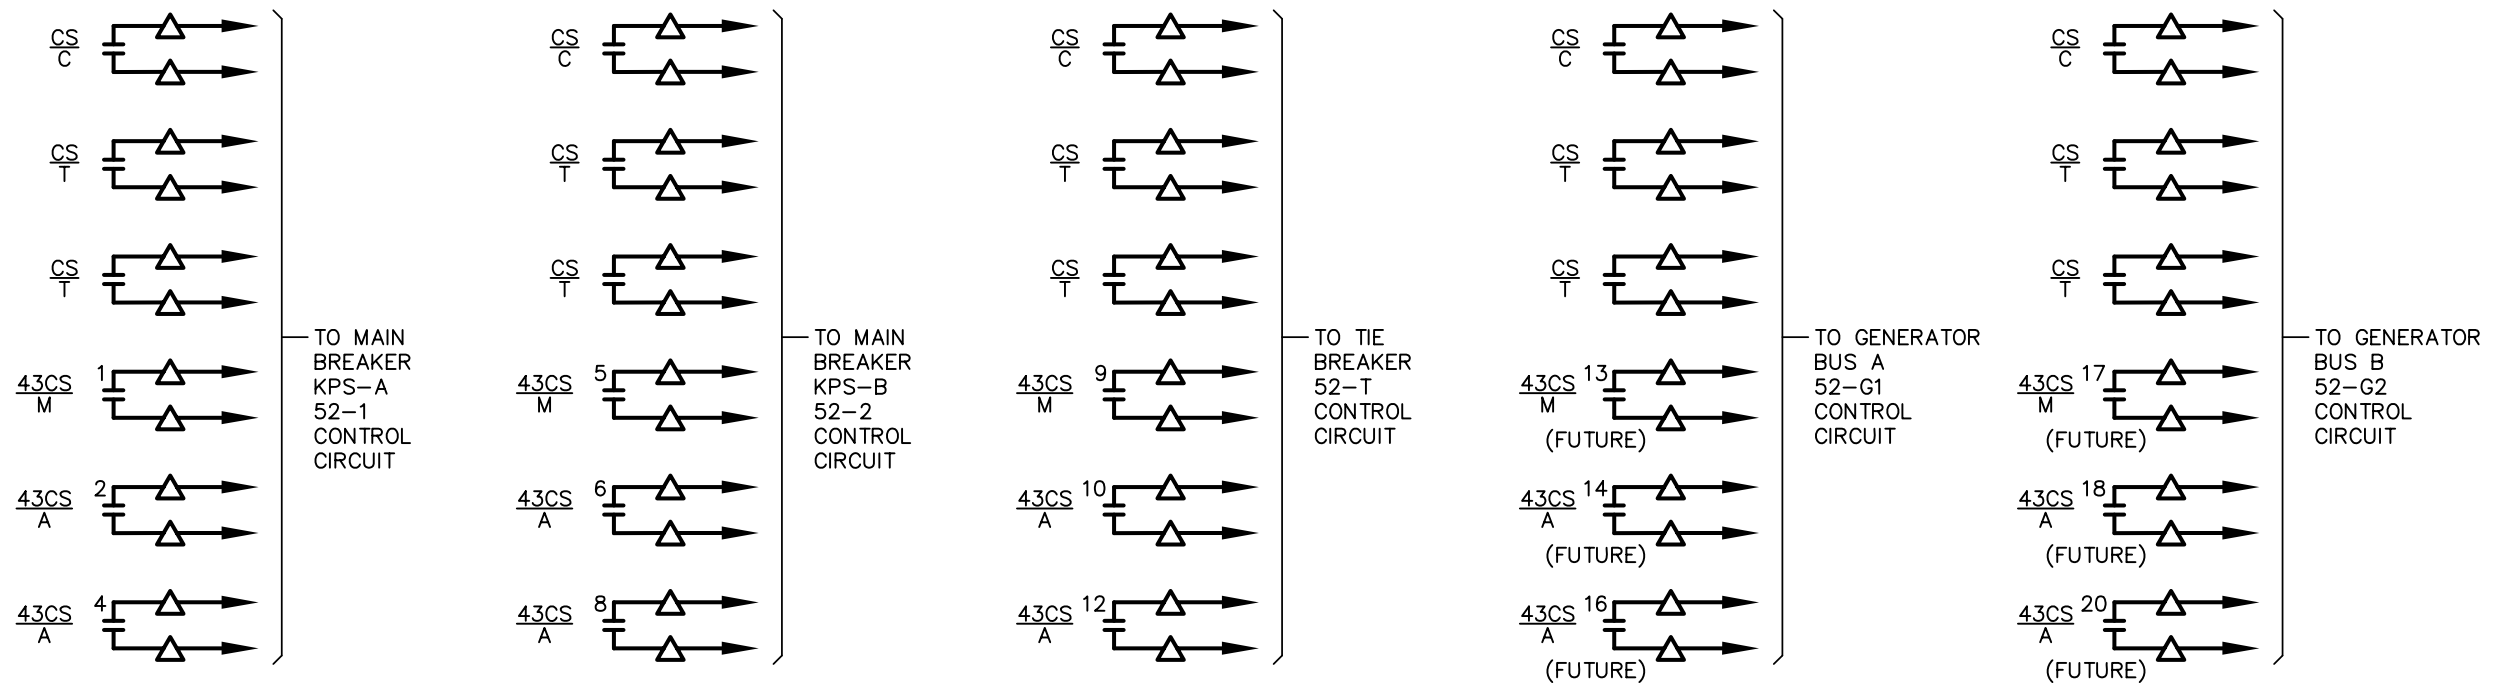 CS
C
CS
T
CS
T
1
43CS
M
2
43CS
A
4
43CS
A
TO MAIN
BREAKER
KPS-A
52-1
CONTROL
CIRCUIT
CS
C
CS
T
CS
T
5
43CS
M
6
43CS
A
8
43CS
A
TO MAIN
BREAKER
KPS-B
52-2
CONTROL
CIRCUIT
CS
C
CS
T
CS
T
9
43CS
M
10
43CS
A
12
43CS
A
TO TIE
BREAKER
52-T
CONTROL
CIRCUIT
CS
C
CS
T
CS
T
13
43CS
M
(FUTURE)
14
43CS
A
(FUTURE)
16
43CS
A
(FUTURE)
TO GENERATOR
BUS A
52-G1
CONTROL
CIRCUIT
CS
C
CS
T
CS
T
17
43CS
M
(FUTURE)
18
43CS
A
(FUTURE)
20
43CS
A
(FUTURE)
TO GENERATOR
BUS B
52-G2
CONTROL
CIRCUIT